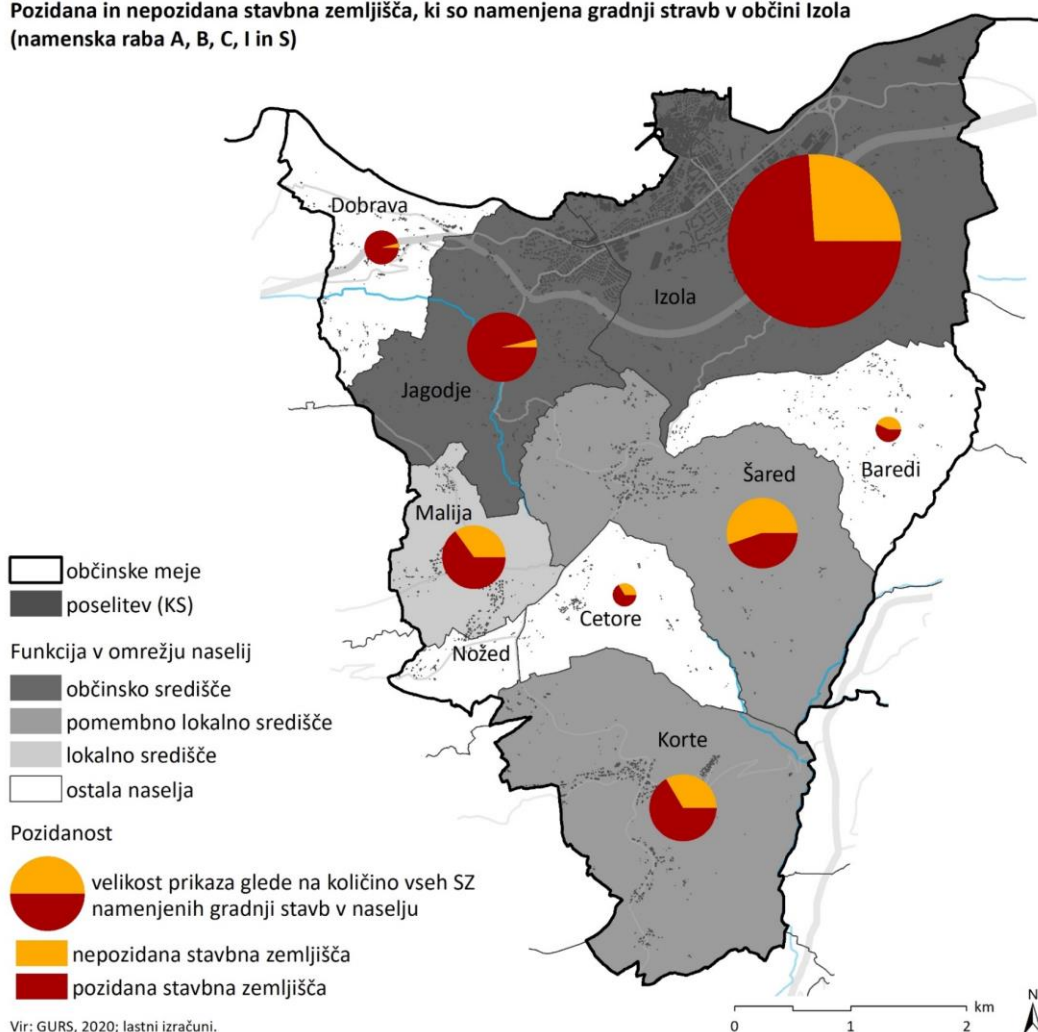 Pozidana in nepozidana stavbna zemljišča, ki so namenjena gradnji stravb v občini Izola
(namenska raba A, B, C, I in S)
Dobrava
Izola
Jagodje
Baredi
Šared
Malija
Cetore
Nožed
Korte
občinske meje
poselitev (KS)
Funkcija v omrežju naselij
občinsko središče
pomembno lokalno središče
lokalno središče
ostala naselja
Pozidanost
velikost prikaza glede na količino vseh SZ
namenjenih gradnji stavb v naselju
nepozidana stavbna zemljišča
pozidana stavbna zemljišča
Vir: GURS, 2020; lastni izračuni.
km
0 1 2
N